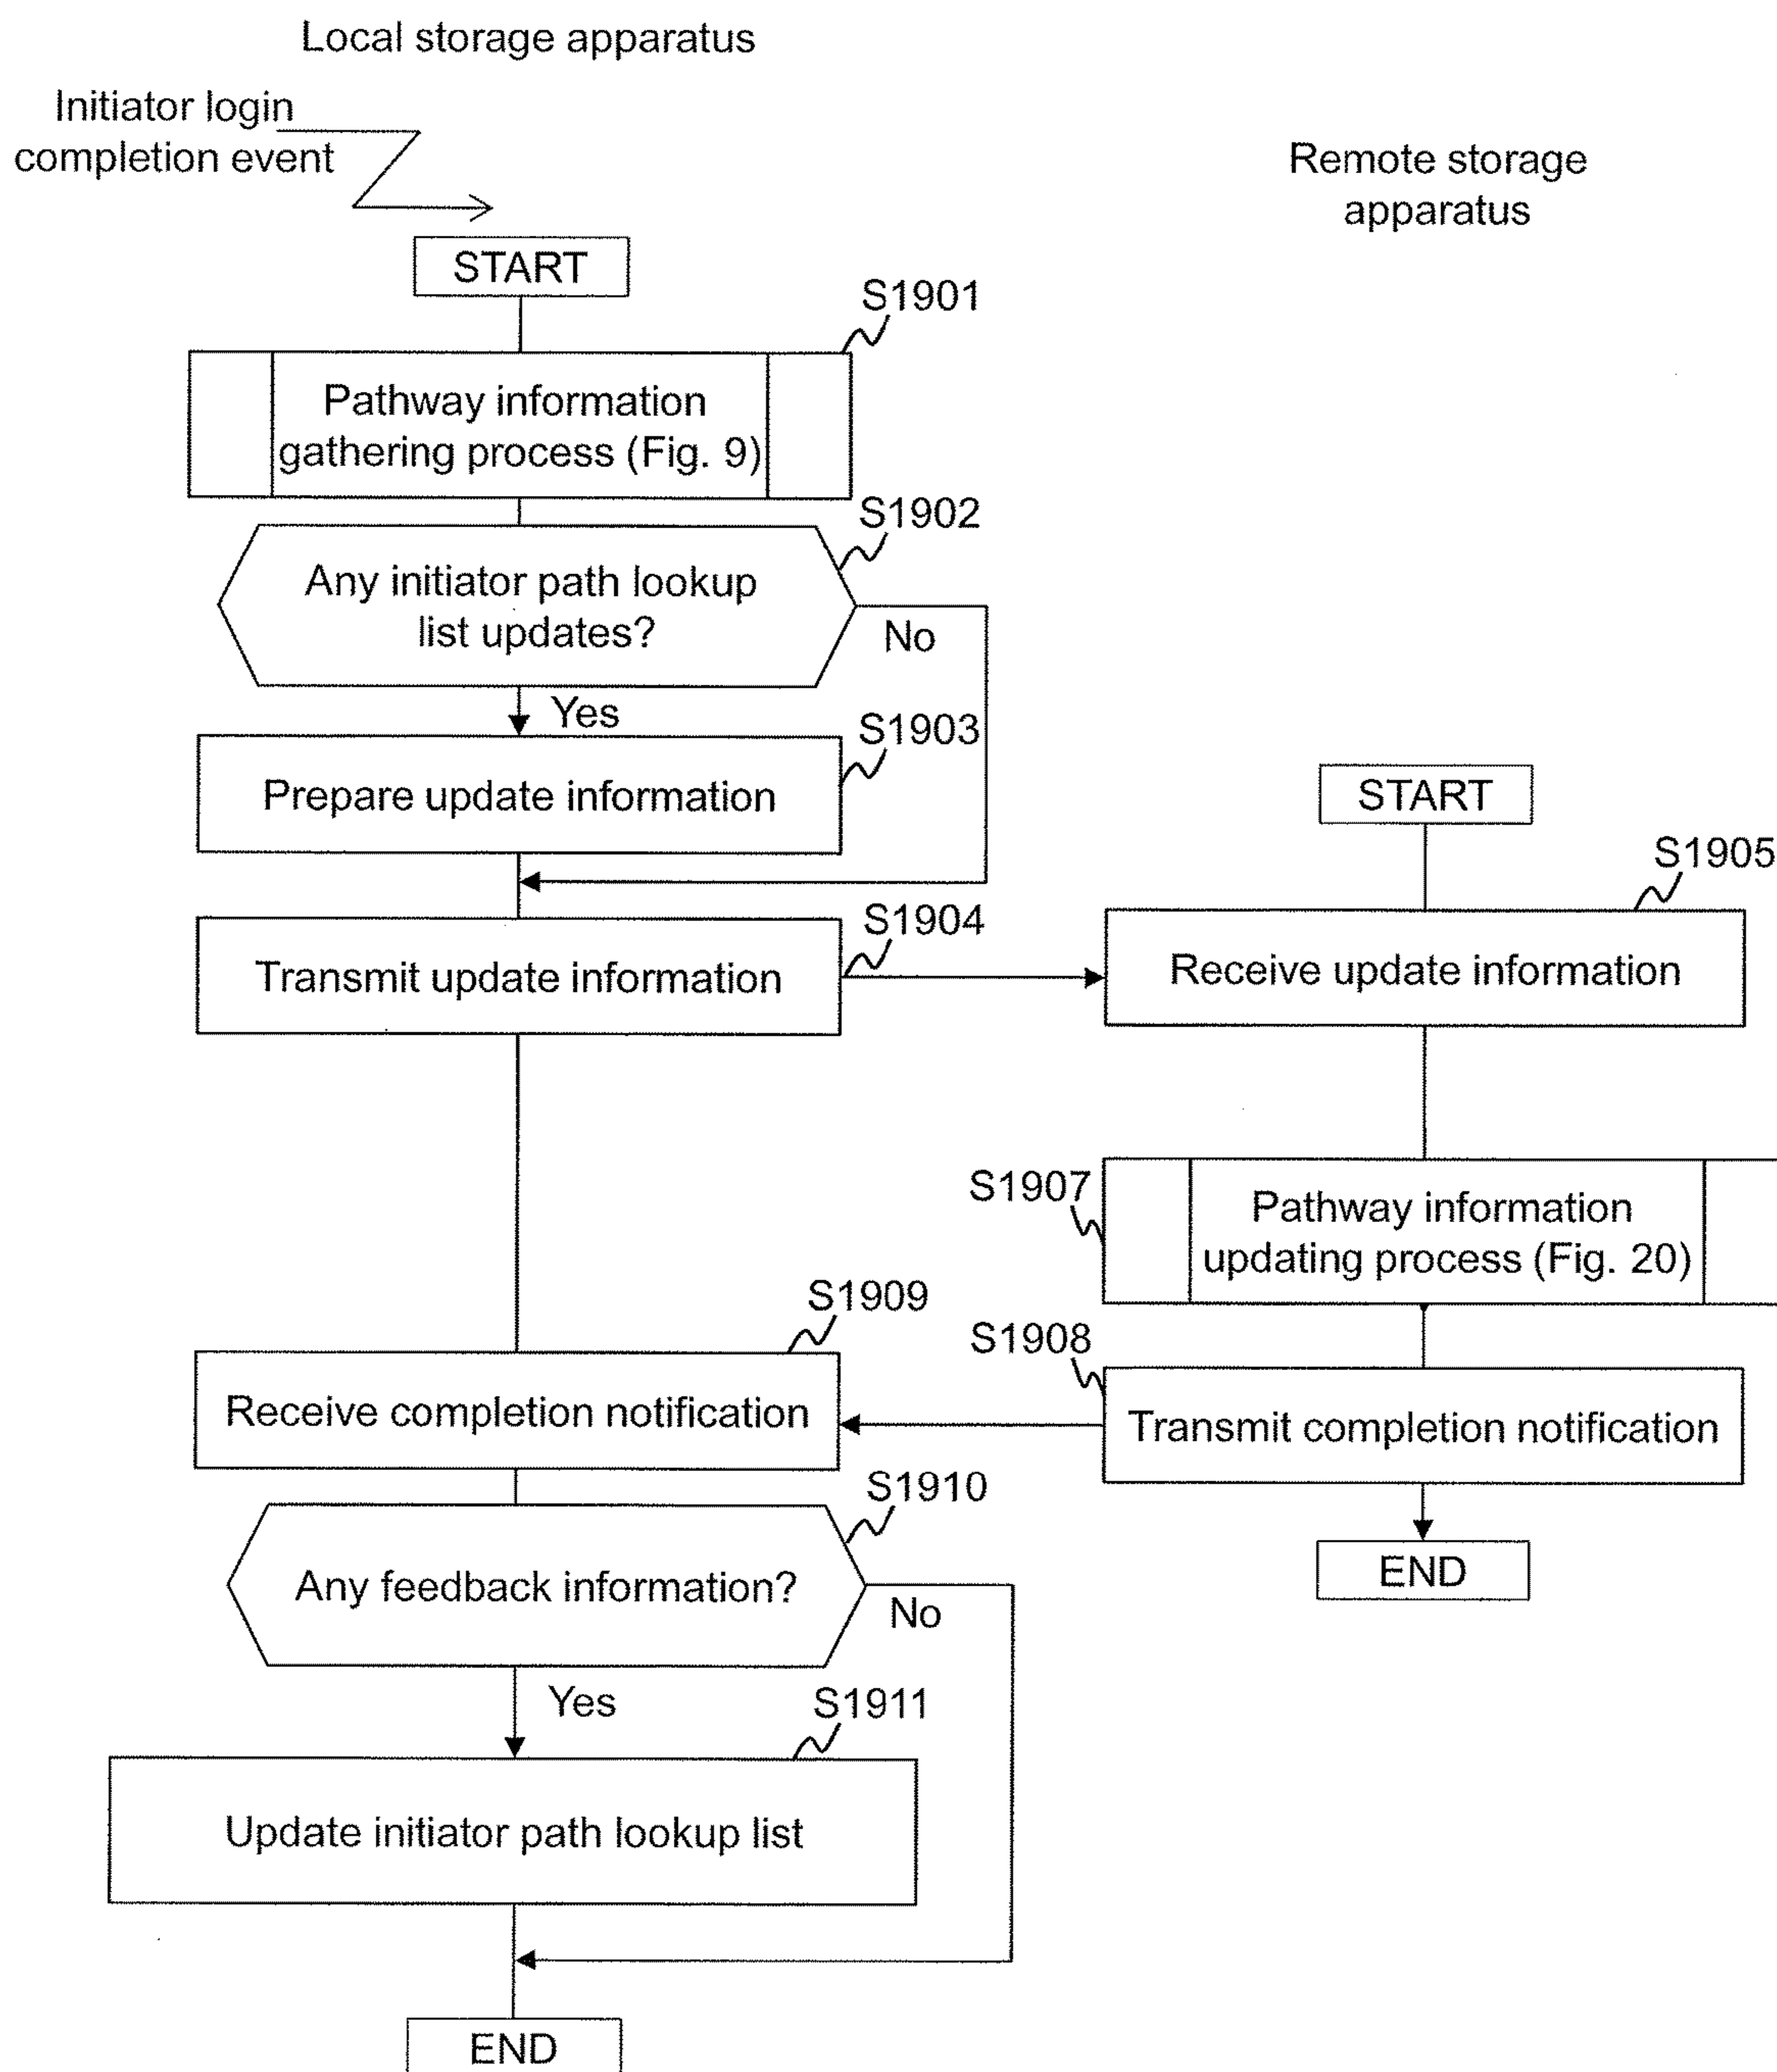 Local storage apparatus
Initiator login
completion event
Remote storage
apparatus
START
S1901
Pathway information
gathering process (Fig. 9)
S1902
Any initiator path lookup
list updates?
No
Yes
S1903
Prepare update information
START
S1905
S1904
Transmit update information
Receive update information
S1907
Pathway information
updating process (Fig. 20)
S1909
S1908
Receive completion notification
Transmit completion notification
S1910
Any feedback information?
No
END
Yes
S1911
Update initiator path lookup list
END